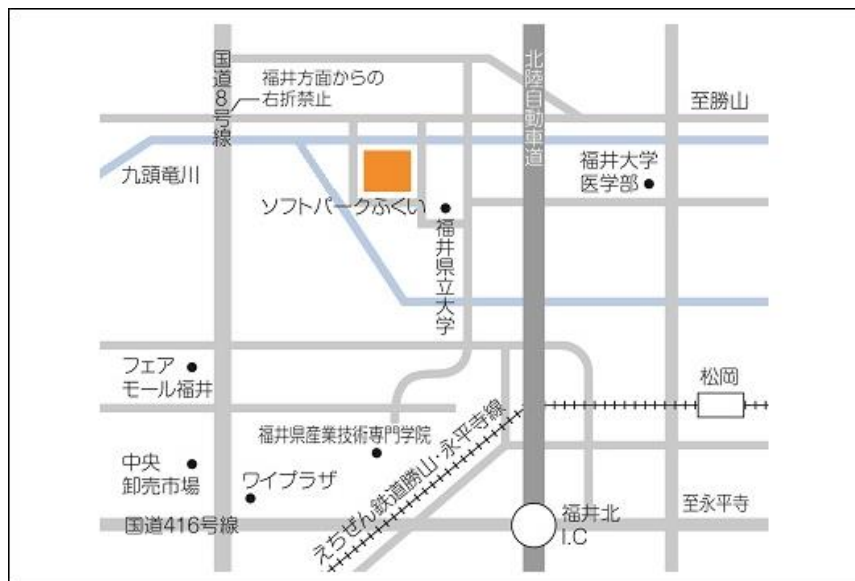 国道8号線
福井方面からの
右折禁止
北陸自動車道
至勝山
九頭竜川
福井大学
医学部
ソフトパークふくい
福井県立大学
フェア
モール福井
松岡
福井県産業技術専門学院
えちぜん鉄道勝山・永平寺線
中央
卸売市場
ワイプラザ
国道416号線
福井北
I.C
至永平寺